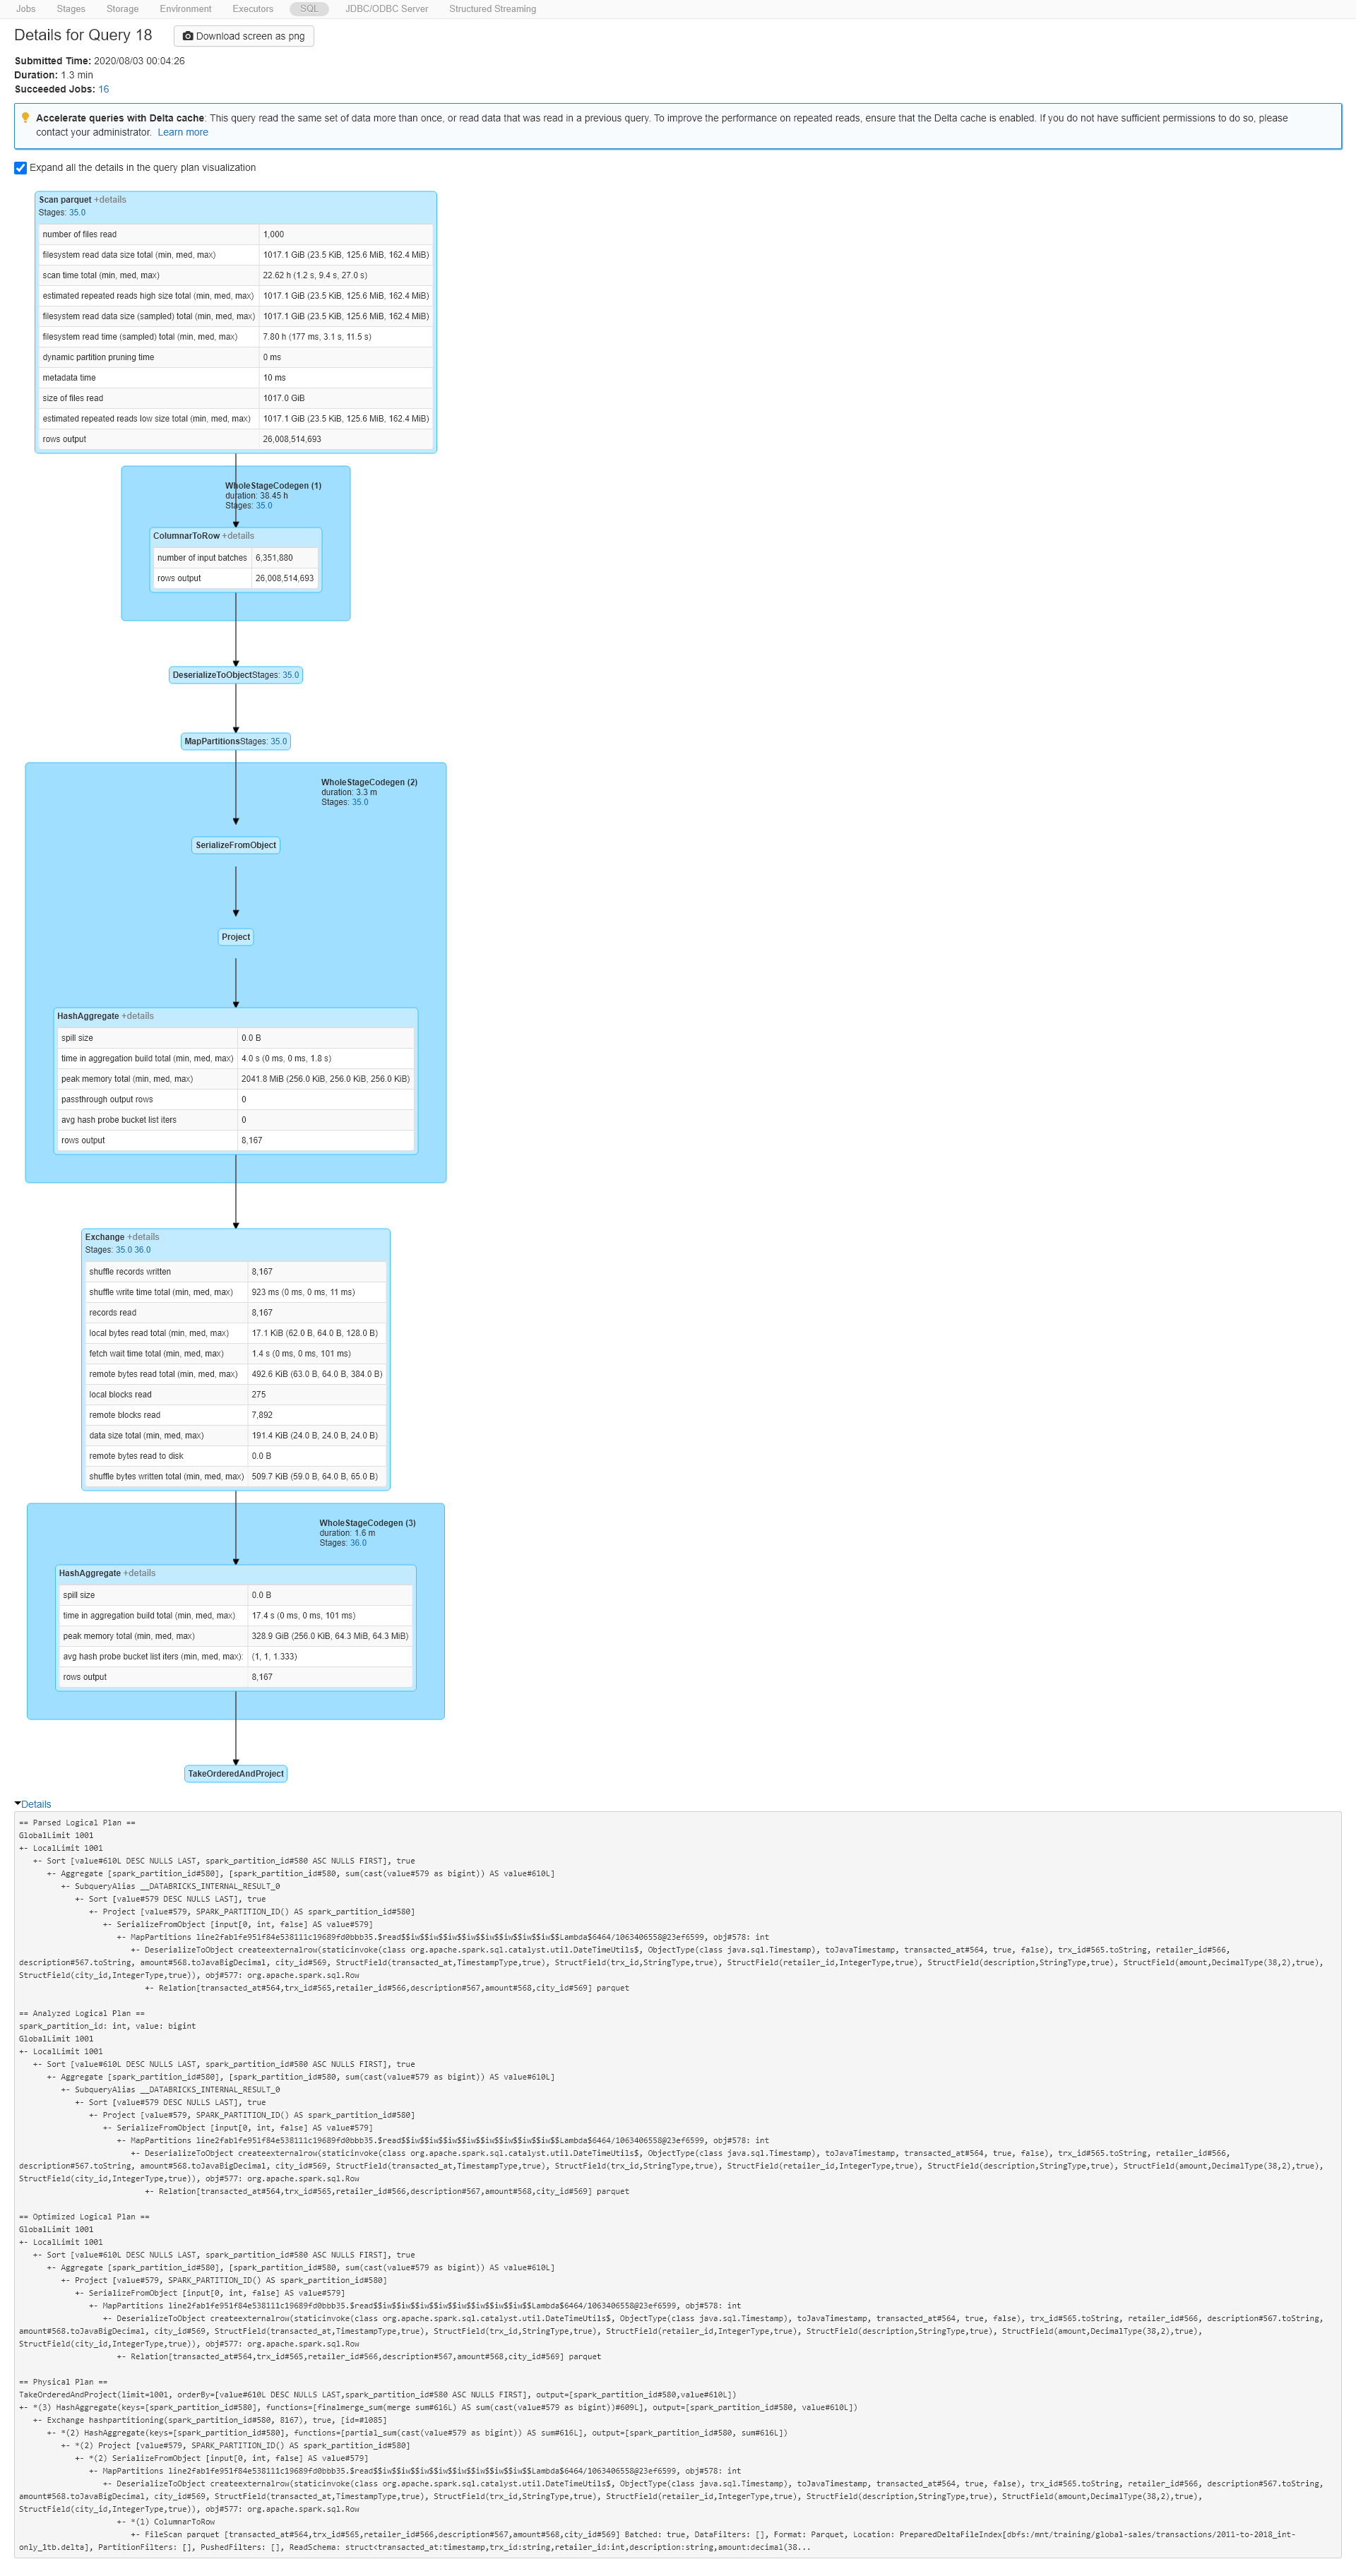 Jobs Stages Storage Environment Executors SQL JDBC/ODBC Server Structured Streaming
Details for Query 18 Download screen as png
Submitted Time: 2020/08/03 00:04:26
Duration: 1.3 min
Succeeded Jobs: 16
Accelerate queries with Delta cache: This query read the same set of data more than once, or read data that was read in a previous query. To improve the performance on repeated reads, ensure that the Delta cache is enabled. If you do not have sufficient permissions to do so, please
contact your administrator. Learn more
Expand all the details in the query plan visualization
Scan parquet +details
Stages: 35.0
number of files read 1,000
filesystem read data size total (min, med, max) 1017.1 GiB (23.5 KiB, 125.6 MiB, 162.4 MiB)
scan time total (min, med, max) 22.62 h (1.2 s, 9.4 s, 27.0 s)
estimated repeated reads high size total (min, med, max) 1017.1 GiB (23.5 KiB, 125.6 MiB, 162.4 MiB)
filesystem read data size (sampled) total (min, med, max) 1017.1 GiB (23.5 KiB, 125.6 MiB, 162.4 MiB)
filesystem read time (sampled) total (min, med, max) 7.80 h (177 ms, 3.1 s, 11.5 s)
dynamic partition pruning time 0 ms
metadata time 10 ms
size of files read 1017.0 GiB
estimated repeated reads low size total (min, med, max) 1017.1 GiB (23.5 KiB, 125.6 MiB, 162.4 MiB)
rows output 26,008,514,693
WholeStageCodegen (1)
duration: 38.45 h
Stages: 35.0
ColumnarToRow +details
number of input batches 6,351,880
rows output 26,008,514,693
DeserializeToObjectStages: 35.0
MapPartitionsStages: 35.0
WholeStageCodegen (2)
duration: 3.3 m
Stages: 35.0
SerializeFromObject
Project
HashAggregate +details
spill size 0.0 B
time in aggregation build total (min, med, max) 4.0 s (0 ms, 0 ms, 1.8 s)
peak memory total (min, med, max) 2041.8 MiB (256.0 KiB, 256.0 KiB, 256.0 KiB)
passthrough output rows 0
avg hash probe bucket list iters 0
rows output 8,167
Exchange +details
Stages: 35.0 36.0
shuffle records written 8,167
shuffle write time total (min, med, max) 923 ms (0 ms, 0 ms, 11 ms)
records read 8,167
local bytes read total (min, med, max) 17.1 KiB (62.0 B, 64.0 B, 128.0 B)
fetch wait time total (min, med, max) 1.4 s (0 ms, 0 ms, 101 ms)
remote bytes read total (min, med, max) 492.6 KiB (63.0 B, 64.0 B, 384.0 B)
local blocks read 275
remote blocks read 7,892
data size total (min, med, max) 191.4 KiB (24.0 B, 24.0 B, 24.0 B)
remote bytes read to disk 0.0 B
shuffle bytes written total (min, med, max) 509.7 KiB (59.0 B, 64.0 B, 65.0 B)
WholeStageCodegen (3)
duration: 1.6 m
Stages: 36.0
HashAggregate +details
spill size 0.0 B
time in aggregation build total (min, med, max) 17.4 s (0 ms, 0 ms, 101 ms)
peak memory total (min, med, max) 328.9 GiB (256.0 KiB, 64.3 MiB, 64.3 MiB)
avg hash probe bucket list iters (min, med, max): (1, 1, 1.333)
rows output 8,167
TakeOrderedAndProject
Details
== Parsed Logical Plan ==
GlobalLimit 1001
+- LocalLimit 1001
+- Sort [value#610L DESC NULLS LAST, spark_partition_id#580 ASC NULLS FIRST], true
+- Aggregate [spark_partition_id#580], [spark_partition_id#580, sum(cast(value#579 as bigint)) AS value#610L]
+- SubqueryAlias __DATABRICKS_INTERNAL_RESULT_0
+- Sort [value#579 DESC NULLS LAST], true
+- Project [value#579, SPARK_PARTITION_ID() AS spark_partition_id#580]
+- SerializeFromObject [input[0, int, false] AS value#579]
+- MapPartitions line2fab1fe951f84e538111c19689fd0bbb35.$read$$iw$$iw$$iw$$iw$$iw$$iw$$iw$$iw$$Lambda$6464/1063406558@23ef6599, obj#578: int
+- DeserializeToObject createexternalrow(staticinvoke(class org.apache.spark.sql.catalyst.util.DateTimeUtils$, ObjectType(class java.sql.Timestamp), toJavaTimestamp, transacted_at#564, true, false), trx_id#565.toString, retailer_id#566,
description#567.toString, amount#568.toJavaBigDecimal, city_id#569, StructField(transacted_at,TimestampType,true), StructField(trx_id,StringType,true), StructField(retailer_id,IntegerType,true), StructField(description,StringType,true), StructField(amount,DecimalType(38,2),true),
StructField(city_id,IntegerType,true)), obj#577: org.apache.spark.sql.Row
+- Relation[transacted_at#564,trx_id#565,retailer_id#566,description#567,amount#568,city_id#569] parquet
== Analyzed Logical Plan ==
spark_partition_id: int, value: bigint
GlobalLimit 1001
+- LocalLimit 1001
+- Sort [value#610L DESC NULLS LAST, spark_partition_id#580 ASC NULLS FIRST], true
+- Aggregate [spark_partition_id#580], [spark_partition_id#580, sum(cast(value#579 as bigint)) AS value#610L]
+- SubqueryAlias __DATABRICKS_INTERNAL_RESULT_0
+- Sort [value#579 DESC NULLS LAST], true
+- Project [value#579, SPARK_PARTITION_ID() AS spark_partition_id#580]
+- SerializeFromObject [input[0, int, false] AS value#579]
+- MapPartitions line2fab1fe951f84e538111c19689fd0bbb35.$read$$iw$$iw$$iw$$iw$$iw$$iw$$iw$$iw$$Lambda$6464/1063406558@23ef6599, obj#578: int
+- DeserializeToObject createexternalrow(staticinvoke(class org.apache.spark.sql.catalyst.util.DateTimeUtils$, ObjectType(class java.sql.Timestamp), toJavaTimestamp, transacted_at#564, true, false), trx_id#565.toString, retailer_id#566,
description#567.toString, amount#568.toJavaBigDecimal, city_id#569, StructField(transacted_at,TimestampType,true), StructField(trx_id,StringType,true), StructField(retailer_id,IntegerType,true), StructField(description,StringType,true), StructField(amount,DecimalType(38,2),true),
StructField(city_id,IntegerType,true)), obj#577: org.apache.spark.sql.Row
+- Relation[transacted_at#564,trx_id#565,retailer_id#566,description#567,amount#568,city_id#569] parquet
== Optimized Logical Plan ==
GlobalLimit 1001
+- LocalLimit 1001
+- Sort [value#610L DESC NULLS LAST, spark_partition_id#580 ASC NULLS FIRST], true
+- Aggregate [spark_partition_id#580], [spark_partition_id#580, sum(cast(value#579 as bigint)) AS value#610L]
+- Project [value#579, SPARK_PARTITION_ID() AS spark_partition_id#580]
+- SerializeFromObject [input[0, int, false] AS value#579]
+- MapPartitions line2fab1fe951f84e538111c19689fd0bbb35.$read$$iw$$iw$$iw$$iw$$iw$$iw$$iw$$iw$$Lambda$6464/1063406558@23ef6599, obj#578: int
+- DeserializeToObject createexternalrow(staticinvoke(class org.apache.spark.sql.catalyst.util.DateTimeUtils$, ObjectType(class java.sql.Timestamp), toJavaTimestamp, transacted_at#564, true, false), trx_id#565.toString, retailer_id#566, description#567.toString,
amount#568.toJavaBigDecimal, city_id#569, StructField(transacted_at,TimestampType,true), StructField(trx_id,StringType,true), StructField(retailer_id,IntegerType,true), StructField(description,StringType,true), StructField(amount,DecimalType(38,2),true),
StructField(city_id,IntegerType,true)), obj#577: org.apache.spark.sql.Row
+- Relation[transacted_at#564,trx_id#565,retailer_id#566,description#567,amount#568,city_id#569] parquet
== Physical Plan ==
TakeOrderedAndProject(limit=1001, orderBy=[value#610L DESC NULLS LAST,spark_partition_id#580 ASC NULLS FIRST], output=[spark_partition_id#580,value#610L])
+- *(3) HashAggregate(keys=[spark_partition_id#580], functions=[finalmerge_sum(merge sum#616L) AS sum(cast(value#579 as bigint))#609L], output=[spark_partition_id#580, value#610L])
+- Exchange hashpartitioning(spark_partition_id#580, 8167), true, [id=#1085]
+- *(2) HashAggregate(keys=[spark_partition_id#580], functions=[partial_sum(cast(value#579 as bigint)) AS sum#616L], output=[spark_partition_id#580, sum#616L])
+- *(2) Project [value#579, SPARK_PARTITION_ID() AS spark_partition_id#580]
+- *(2) SerializeFromObject [input[0, int, false] AS value#579]
+- MapPartitions line2fab1fe951f84e538111c19689fd0bbb35.$read$$iw$$iw$$iw$$iw$$iw$$iw$$iw$$iw$$Lambda$6464/1063406558@23ef6599, obj#578: int
+- DeserializeToObject createexternalrow(staticinvoke(class org.apache.spark.sql.catalyst.util.DateTimeUtils$, ObjectType(class java.sql.Timestamp), toJavaTimestamp, transacted_at#564, true, false), trx_id#565.toString, retailer_id#566, description#567.toString,
amount#568.toJavaBigDecimal, city_id#569, StructField(transacted_at,TimestampType,true), StructField(trx_id,StringType,true), StructField(retailer_id,IntegerType,true), StructField(description,StringType,true), StructField(amount,DecimalType(38,2),true),
StructField(city_id,IntegerType,true)), obj#577: org.apache.spark.sql.Row
+- *(1) ColumnarToRow
+- FileScan parquet [transacted_at#564,trx_id#565,retailer_id#566,description#567,amount#568,city_id#569] Batched: true, DataFilters: [], Format: Parquet, Location: PreparedDeltaFileIndex[dbfs:/mnt/training/global-sales/transactions/2011-to-2018_int-
only_1tb.delta], PartitionFilters: [], PushedFilters: [], ReadSchema: struct<transacted_at:timestamp,trx_id:string,retailer_id:int,description:string,amount:decimal(38...